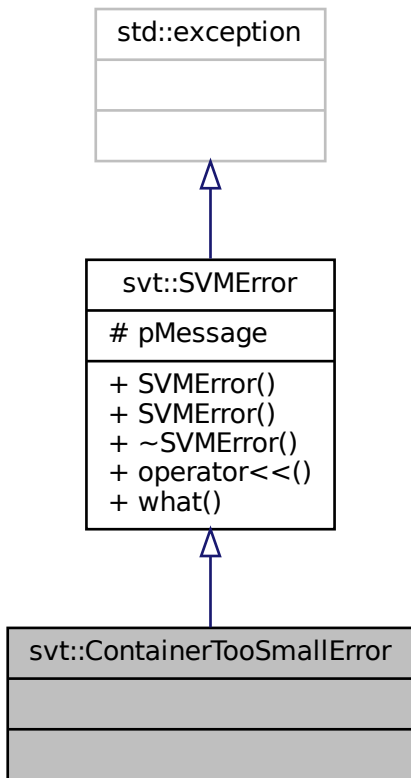 std::exception
svt::SVMError
# pMessage
+ SVMError()
+ SVMError()
+ ~SVMError()
+ operator<<()
+ what()
svt::ContainerTooSmallError